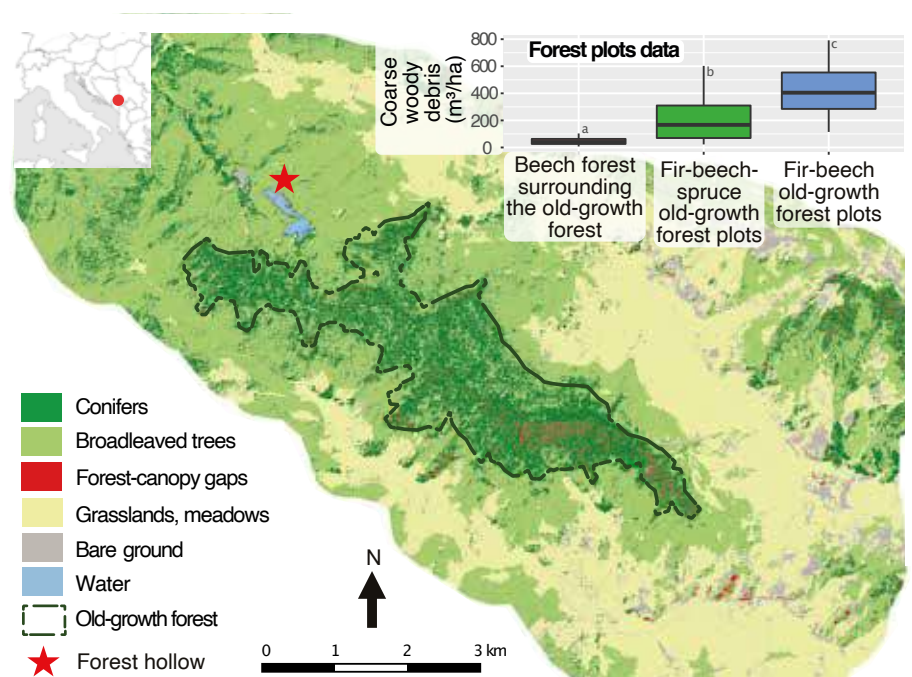 Forest plots data
Coarse
woody
debris
(m³/ha)
800
600
400
200
0
a
b
c
Beech forest
surrounding
the old-growth
forest
Fir-beech-
spruce
old-growth
forest plots
Fir-beech
old-growth
forest plots
Conifers
Broadleaved trees
Forest-canopy gaps
Grasslands, meadows
Bare ground
Water
Old-growth forest
Forest hollow
N
0 1 2 3 km